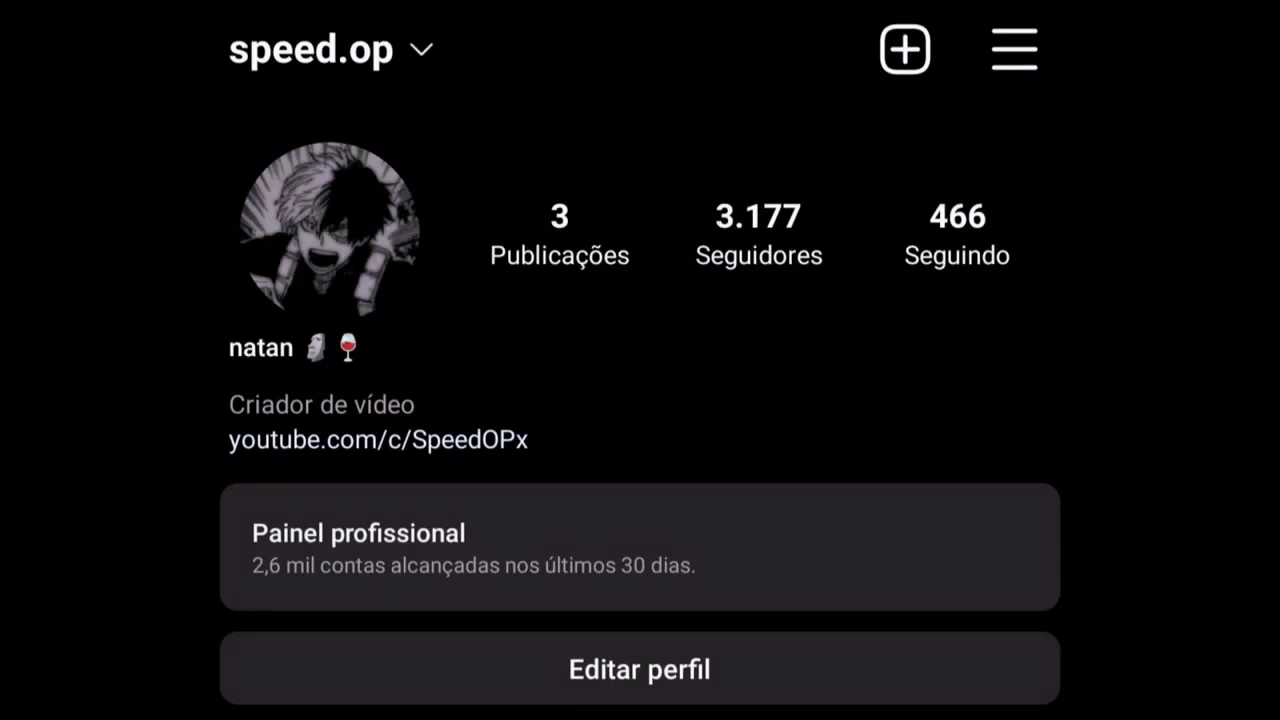 speed.op
3 3.177 466
Publicações Seguidores Seguindo
natan 🗿🍷
Criador de vídeo
youtube.com/c/SpeedOPx
Painel profissional
2,6 mil contas alcançadas nos últimos 30 dias.
Editar perfil